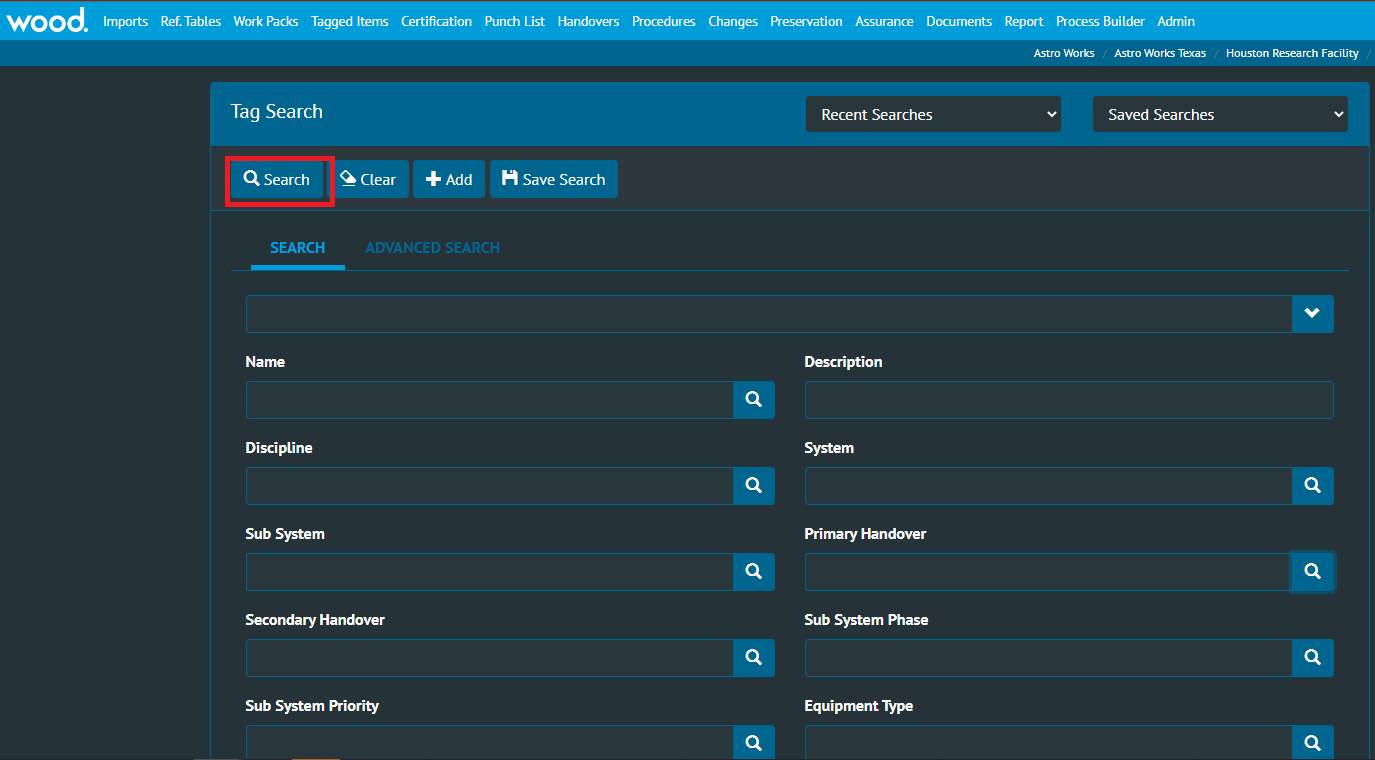 wood. Imports Ref. Tables Work Packs Tagged Items Certification Punch List Handovers Procedures Changes Preservation Assurance Documents Report Process Builder Admin
Astro Works / Astro Works Texas / Houston Research Facility /
Tag Search Recent Searches Saved Searches
Search Clear Add Save Search
SEARCH ADVANCED SEARCH
Name Description
Discipline System
Sub System Primary Handover
Secondary Handover Sub System Phase
Sub System Priority Equipment Type